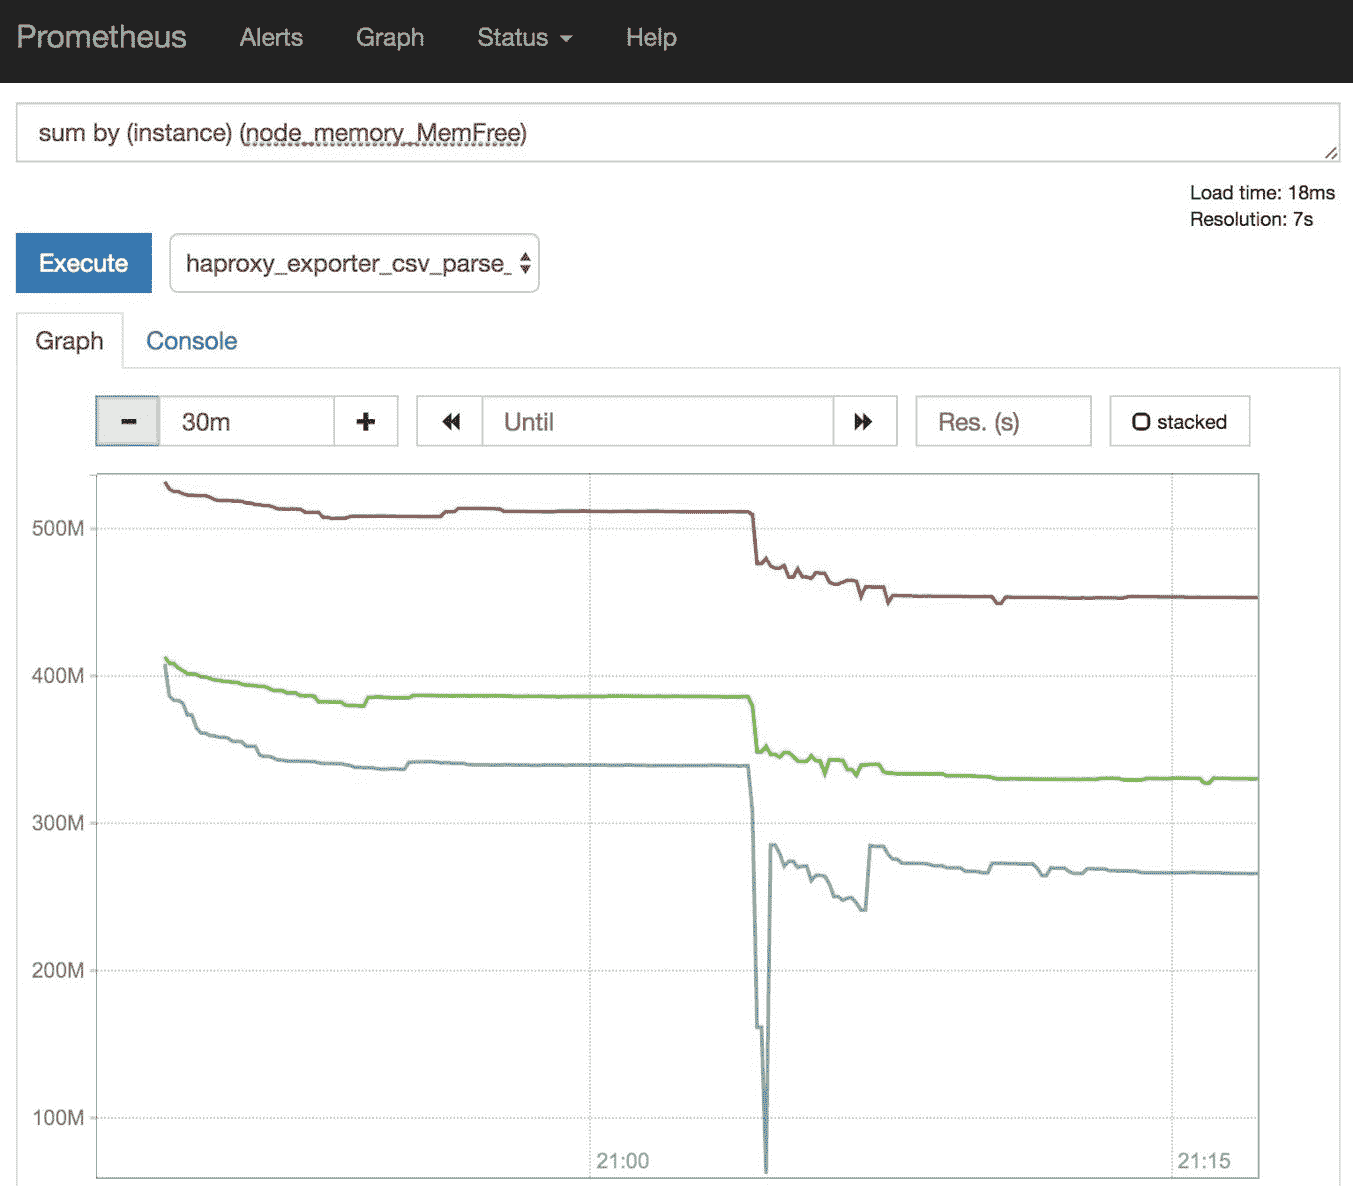 Prometheus Alerts Graph Status Help
sum by (instance) (node_memory_MemFree)
Load time: 18ms
Resolution: 7s
Execute haproxy_exporter_csv_parse_
Graph Console
30m Until Res. (s) stacked
500M
400M
300M
200M
100M
21:00 21:15